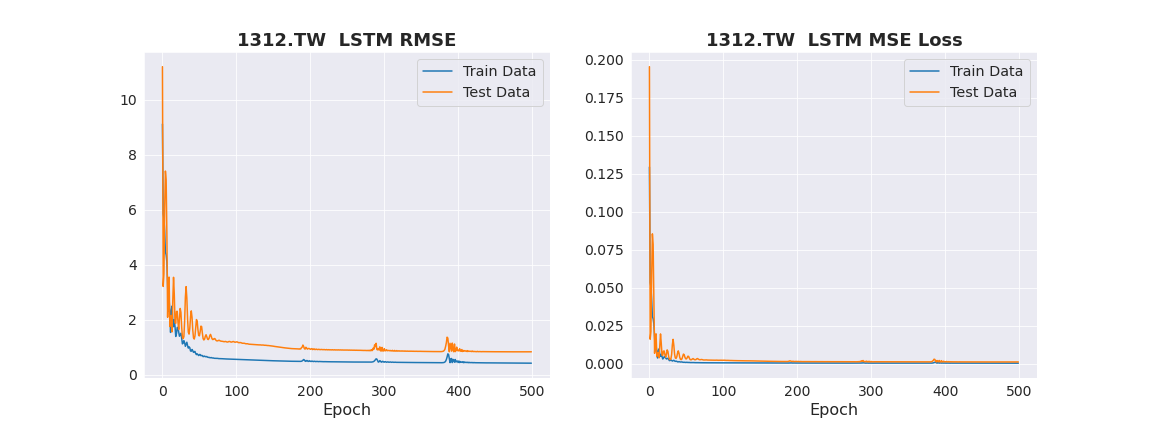 1312.TW  LSTM RMSE
Train Data
Test Data
10
8
6
4
2
0
0 100 200 300 400 500
Epoch
1312.TW  LSTM MSE Loss
Train Data
Test Data
0.200
0.175
0.150
0.125
0.100
0.075
0.050
0.025
0.000
0 100 200 300 400 500
Epoch